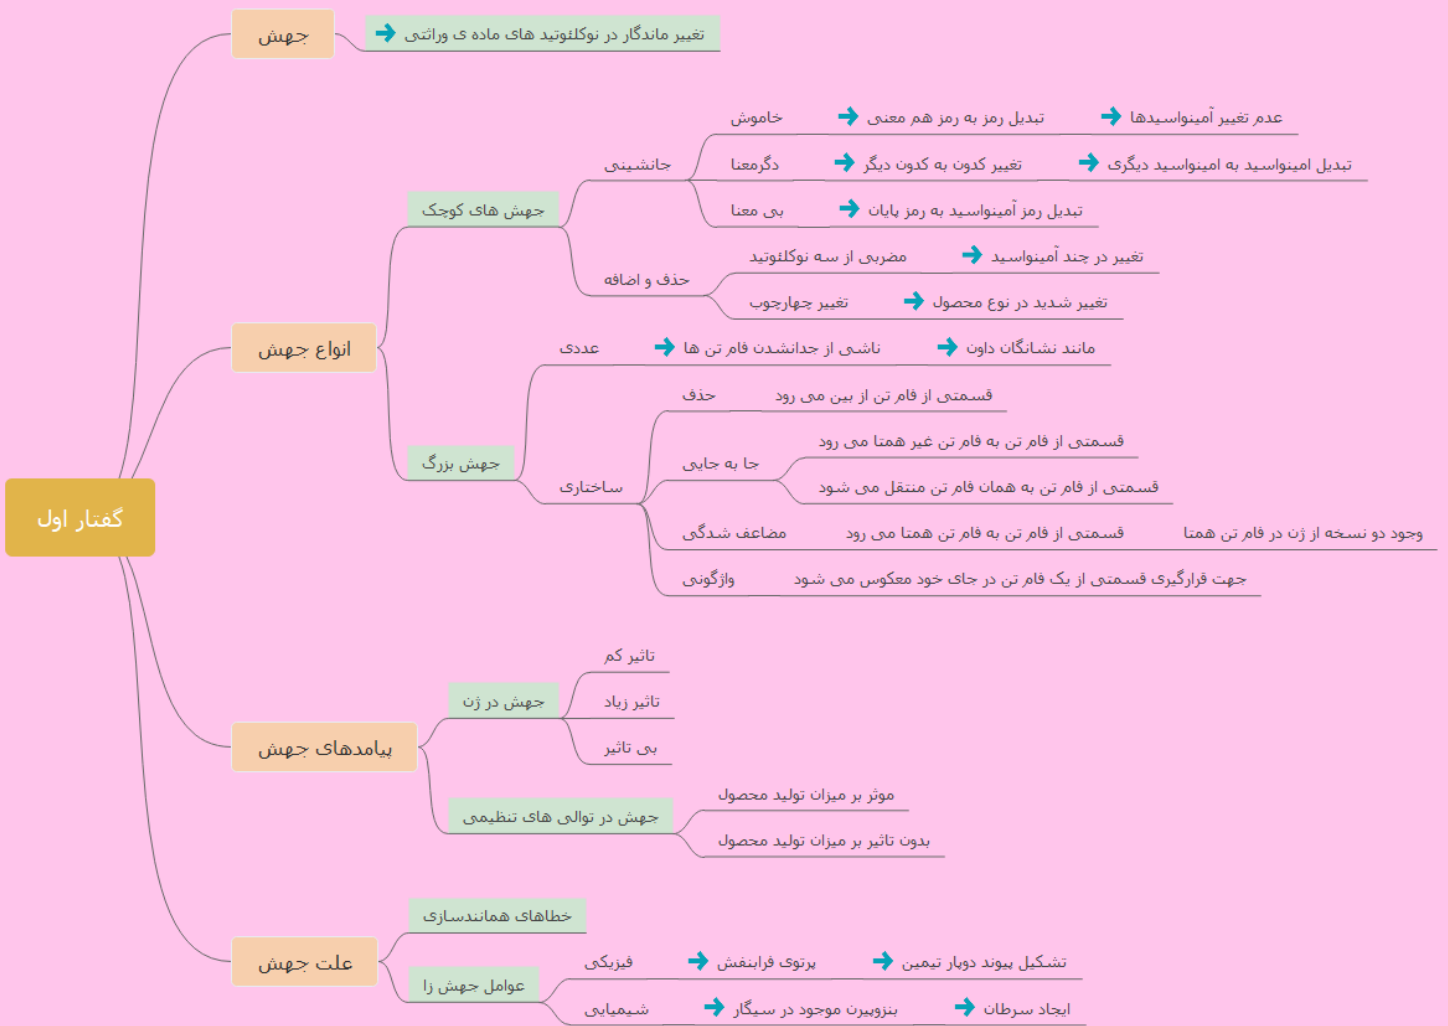 گفتار اول
جهش
تغییر ماندگار در نوکلئوتید های ماده ی وراثتی
انواع جهش
جهش های کوچک
جانشینی
خاموش
تبدیل رمز به رمز هم معنی
عدم تغییر آمینواسیدها
دگرمعنا
تغییر کدون به کدون دیگر
تبدیل امینواسید به امینواسید دیگری
بی معنا
تبدیل رمز آمینواسید به رمز پایان
حذف و اضافه
مضربی از سه نوکلئوتید
تغییر در چند آمینواسید
تغییر چهارچوب
تغییر شدید در نوع محصول
جهش بزرگ
عددی
ناشی از جدانشدن فام تن ها
مانند نشانگان داون
ساختاری
حذف
قسمتی از فام تن از بین می رود
جا به جایی
قسمتی از فام تن به فام تن غیر همتا می رود
قسمتی از فام تن به همان فام تن منتقل می شود
مضاعف شدگی
قسمتی از فام تن به فام تن همتا می رود
وجود دو نسخه از ژن در فام تن همتا
واژگونی
جهت قرارگیری قسمتی از یک فام تن در جای خود معکوس می شود
پیامدهای جهش
جهش در ژن
تاثیر کم
تاثیر زیاد
بی تاثیر
جهش در توالی های تنظیمی
موثر بر میزان تولید محصول
بدون تاثیر بر میزان تولید محصول
علت جهش
خطاهای همانندسازی
عوامل جهش زا
فیزیکی
پرتوی فرابنفش
تشکیل پیوند دوپار تیمین
شیمیایی
بنزوپیرن موجود در سیگار
ایجاد سرطان